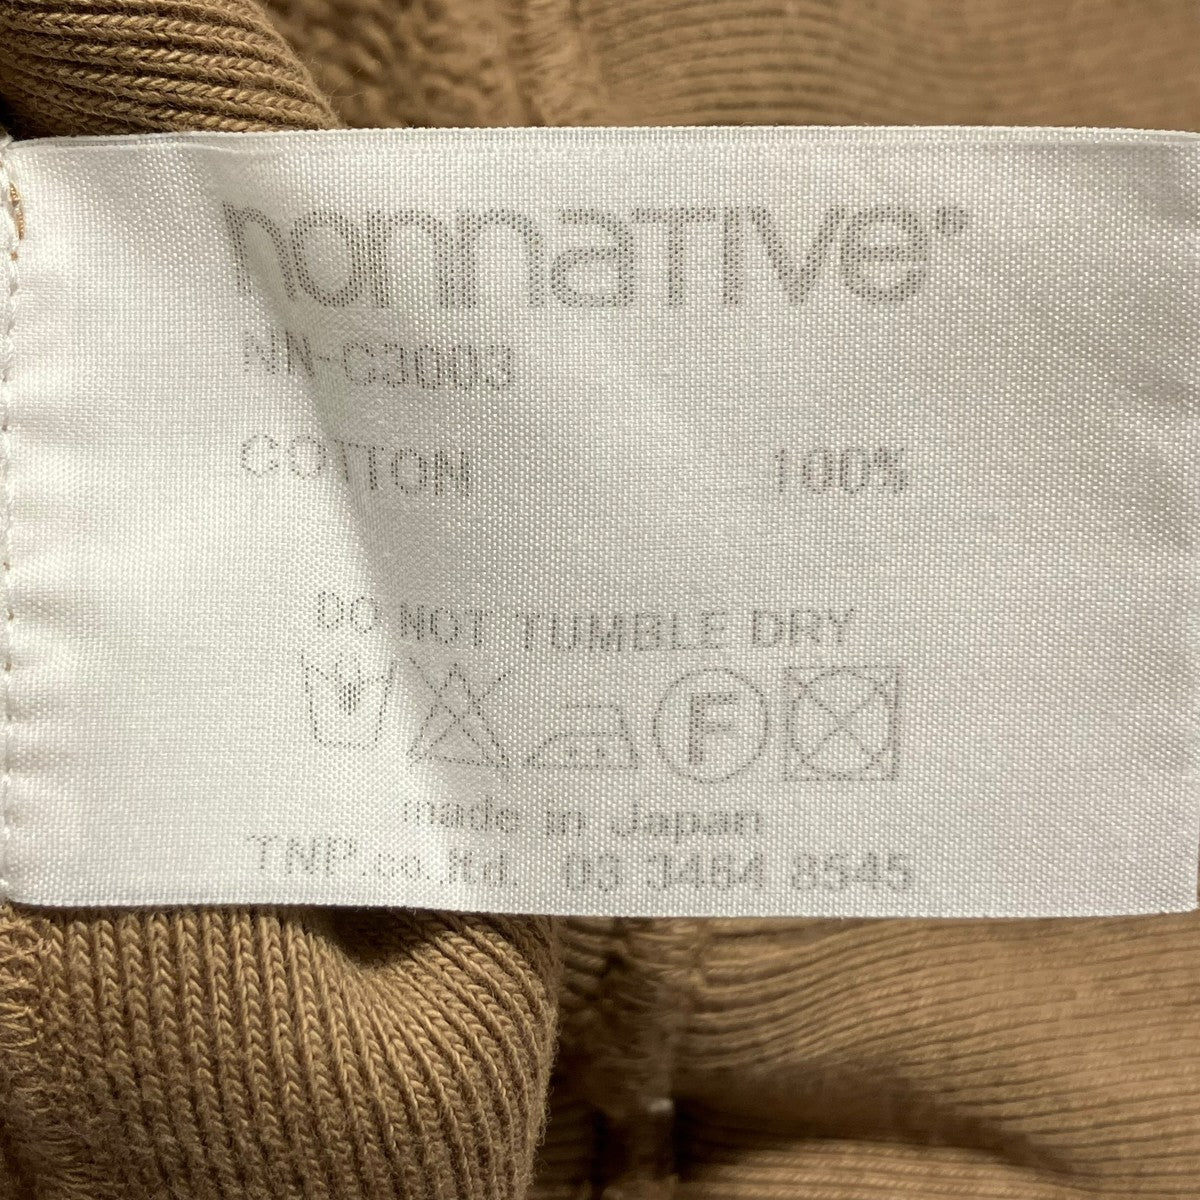 nonnaTIVe®
NN-C3003
COTTON 100%
DO NOT TUMBLE DRY
F
made in Japan
TNP.co.,ltd. 03 3464 8545